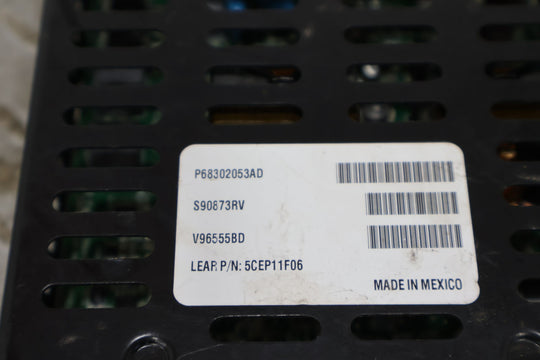 P68302053AD
S90873RV
V96555BD
LEAR P/N: 5CEP11F06
MADE IN MEXICO